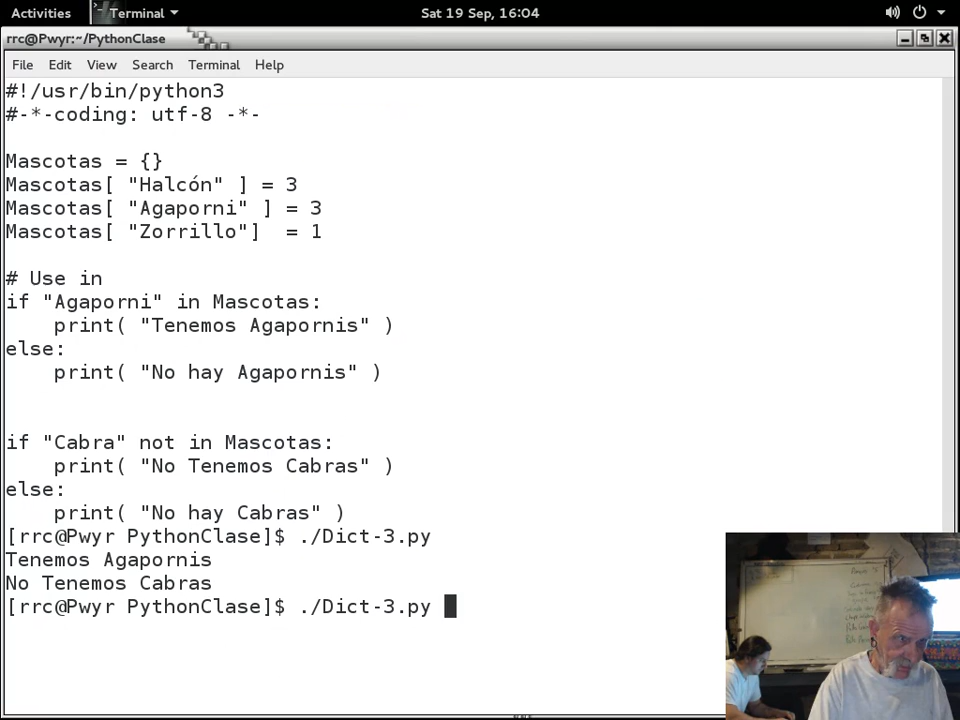 Activities Terminal Sat 19 Sep, 16:04
rrc@Pwyr:~/PythonClase
File Edit View Search Terminal Help
#!/usr/bin/python3
#-*-coding: utf-8 -*-
Mascotas = {}
Mascotas[ "Halcón" ] = 3
Mascotas[ "Agaporni" ] = 3
Mascotas[ "Zorrillo"]  = 1
# Use in
if "Agaporni" in Mascotas:
    print( "Tenemos Agapornis" )
else:
    print( "No hay Agapornis" )
if "Cabra" not in Mascotas:
    print( "No Tenemos Cabras" )
else:
    print( "No hay Cabras" )
[rrc@Pwyr PythonClase]$ ./Dict-3.py
Tenemos Agapornis
No Tenemos Cabras
[rrc@Pwyr PythonClase]$ ./Dict-3.py